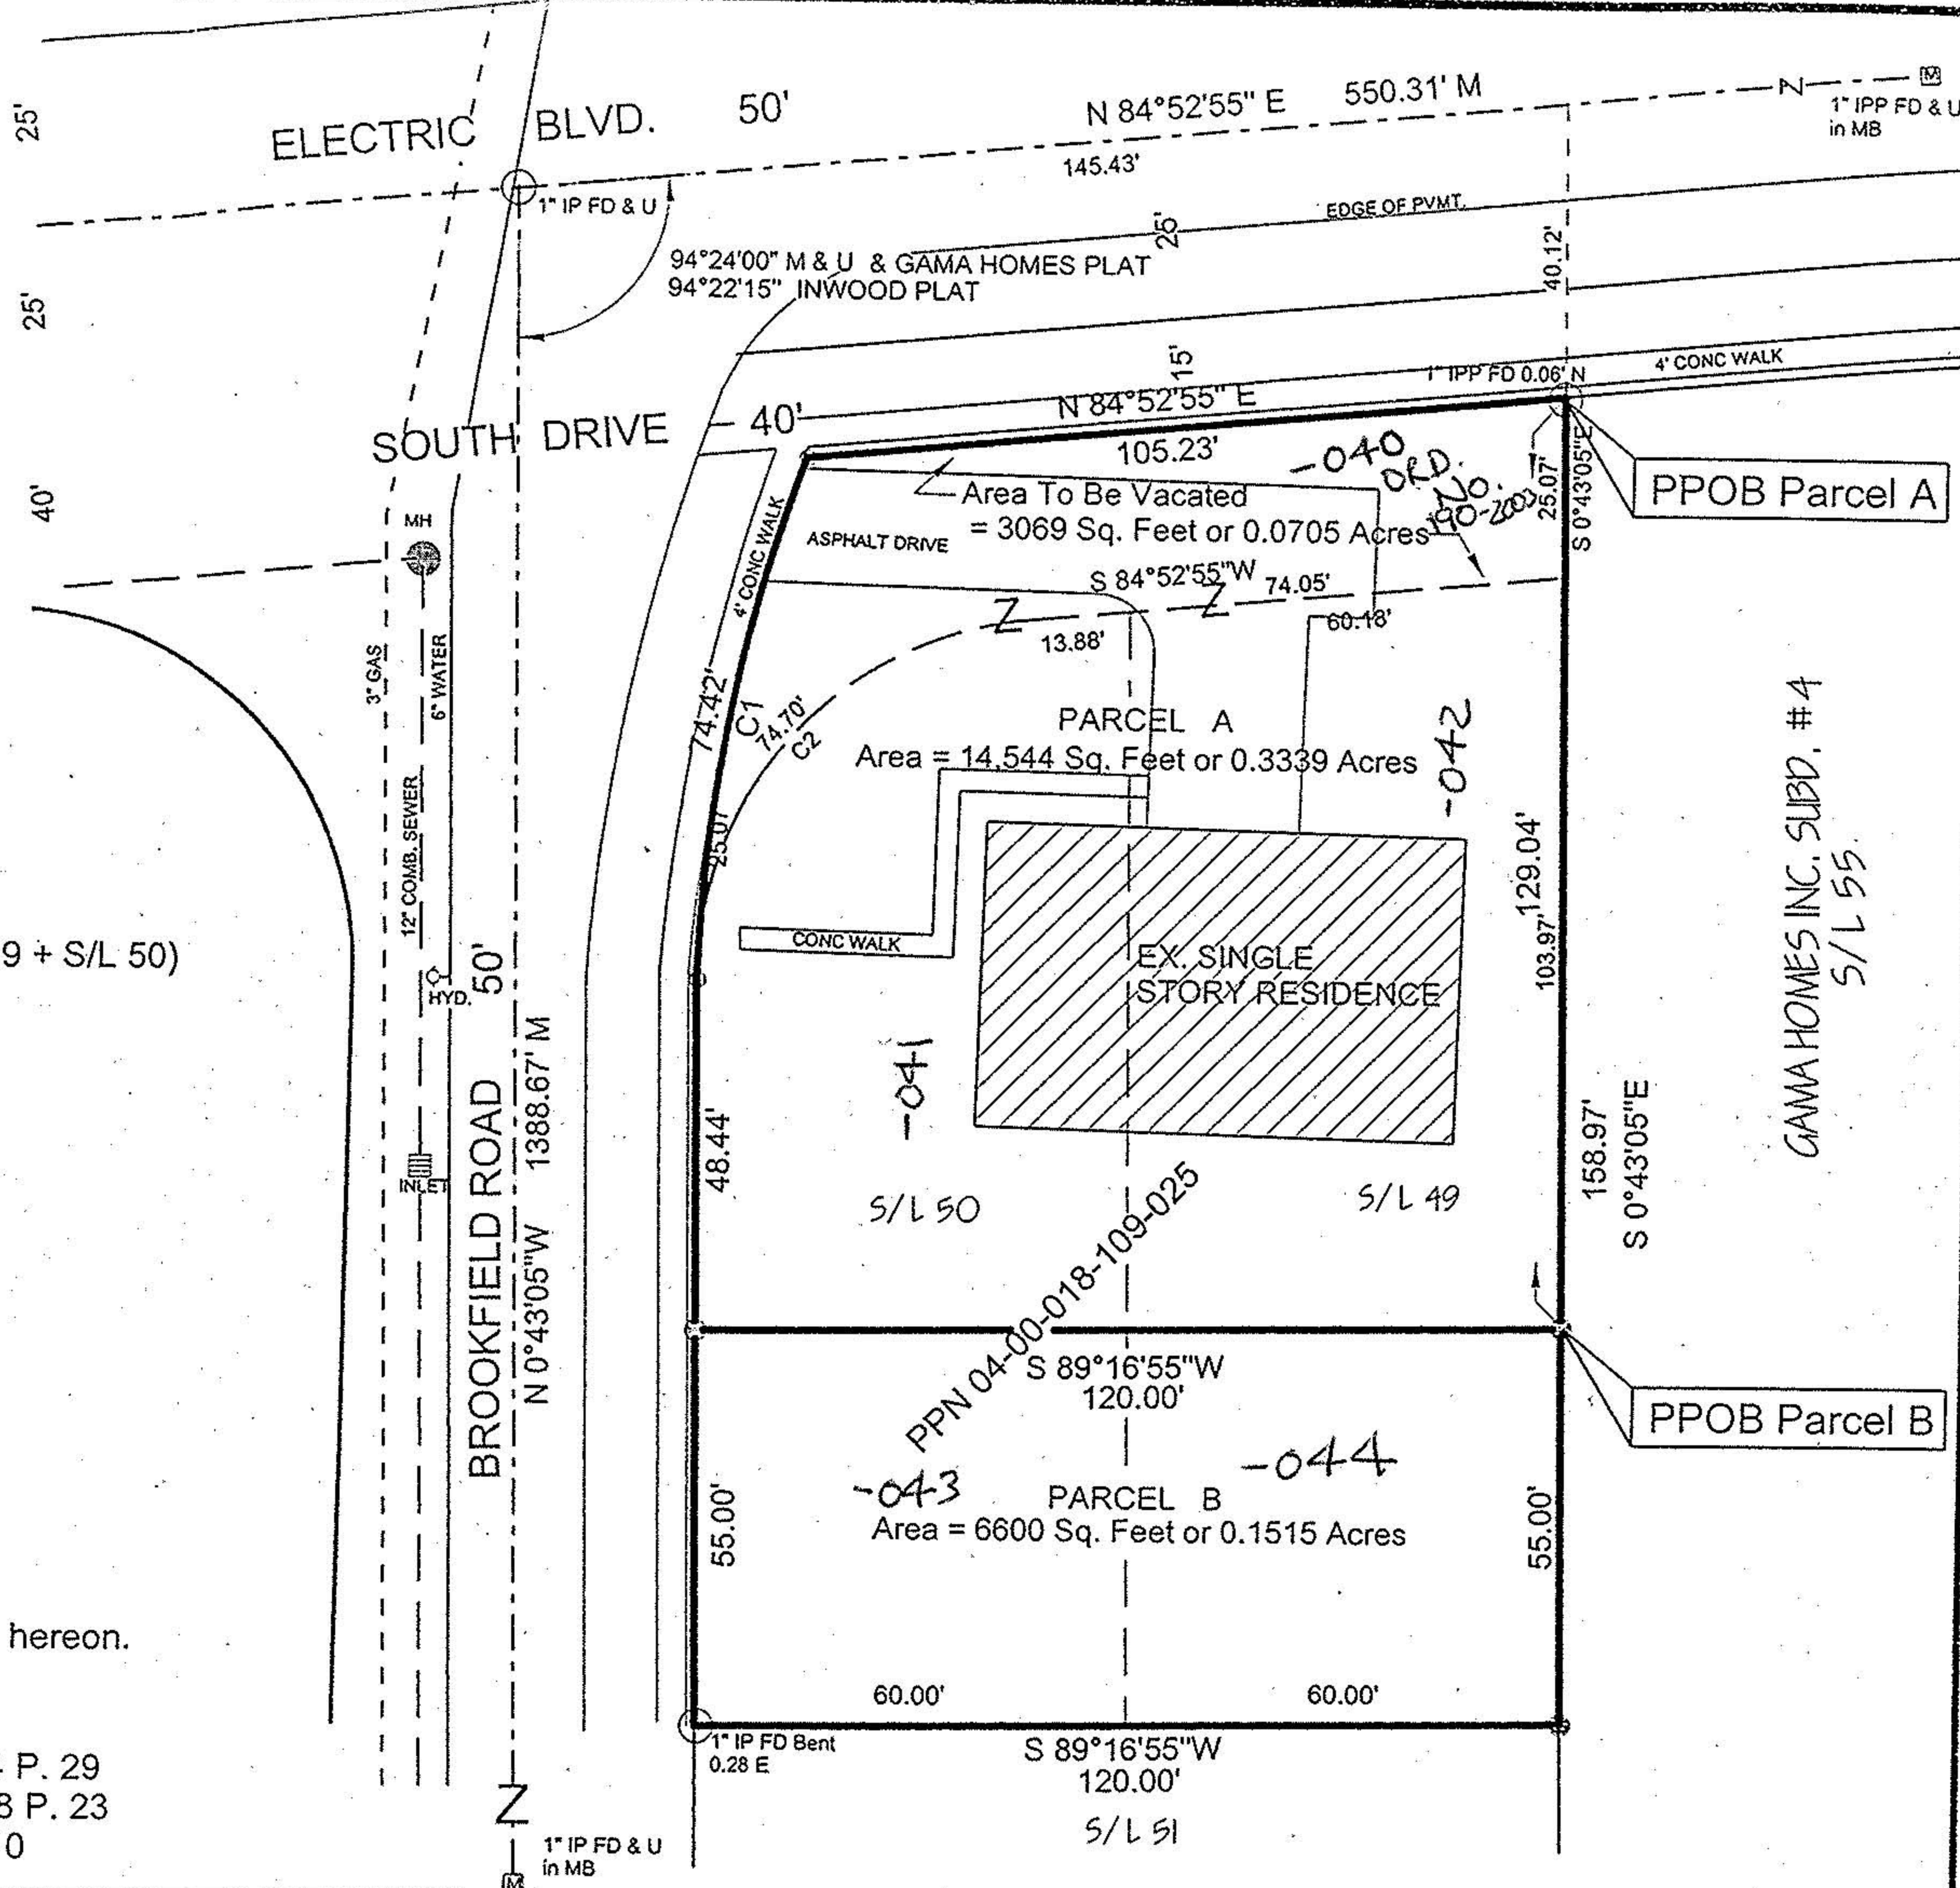 25'
ELECTRIC BLVD. 50'
N 84°52'55" E 550.31' M
Z
M
1" IPP FD & U
in MB
145.43'
1" IP FD & U
EDGE OF PVMT.
25'
25'
40.12'
94°24'00" M & U & GAMA HOMES PLAT
94°22'15" INWOOD PLAT
15'
1" IPP FD 0.06' N
4' CONC WALK
SOUTH DRIVE 40'
N 84°52'55" E
105.23'
-040
ORD.
NO.
190-2003
25.07'
S 0°43'05"E
PPOB Parcel A
40'
MH
4' CONC WALK
Area To Be Vacated
= 3069 Sq. Feet or 0.0705 Acres
ASPHALT DRIVE
S 84°52'55"W 74.05'
Z
Z
13.88'
60.18'
3" GAS
6" WATER
12" COMB. SEWER
74.42'
C1
74.70'
C2
25.07
PARCEL A
Area = 14,544 Sq. Feet or 0.3339 Acres
-042
GAMA HOMES INC. SUBD. #4
S/L 55.
129.04'
103.97'
9 + S/L 50)
HYD.
50'
CONC WALK
EX. SINGLE
STORY RESIDENCE
-041
INLET
BROOKFIELD ROAD
N 0°43'05"W 1388.67' M
48.44'
S/L 50
S/L 49
158.97'
S 0°43'05"E
PPN 04-00-018-109-025
S 89°16'55"W
120.00'
PPOB Parcel B
-043
-044
PARCEL B
Area = 6600 Sq. Feet or 0.1515 Acres
55.00'
55.00'
hereon.
60.00'
60.00'
1" IP FD Bent
0.28 E
S 89°16'55"W
120.00'
P. 29
8 P. 23
0
Z
S/L 51
1" IP FD & U
in MB
M